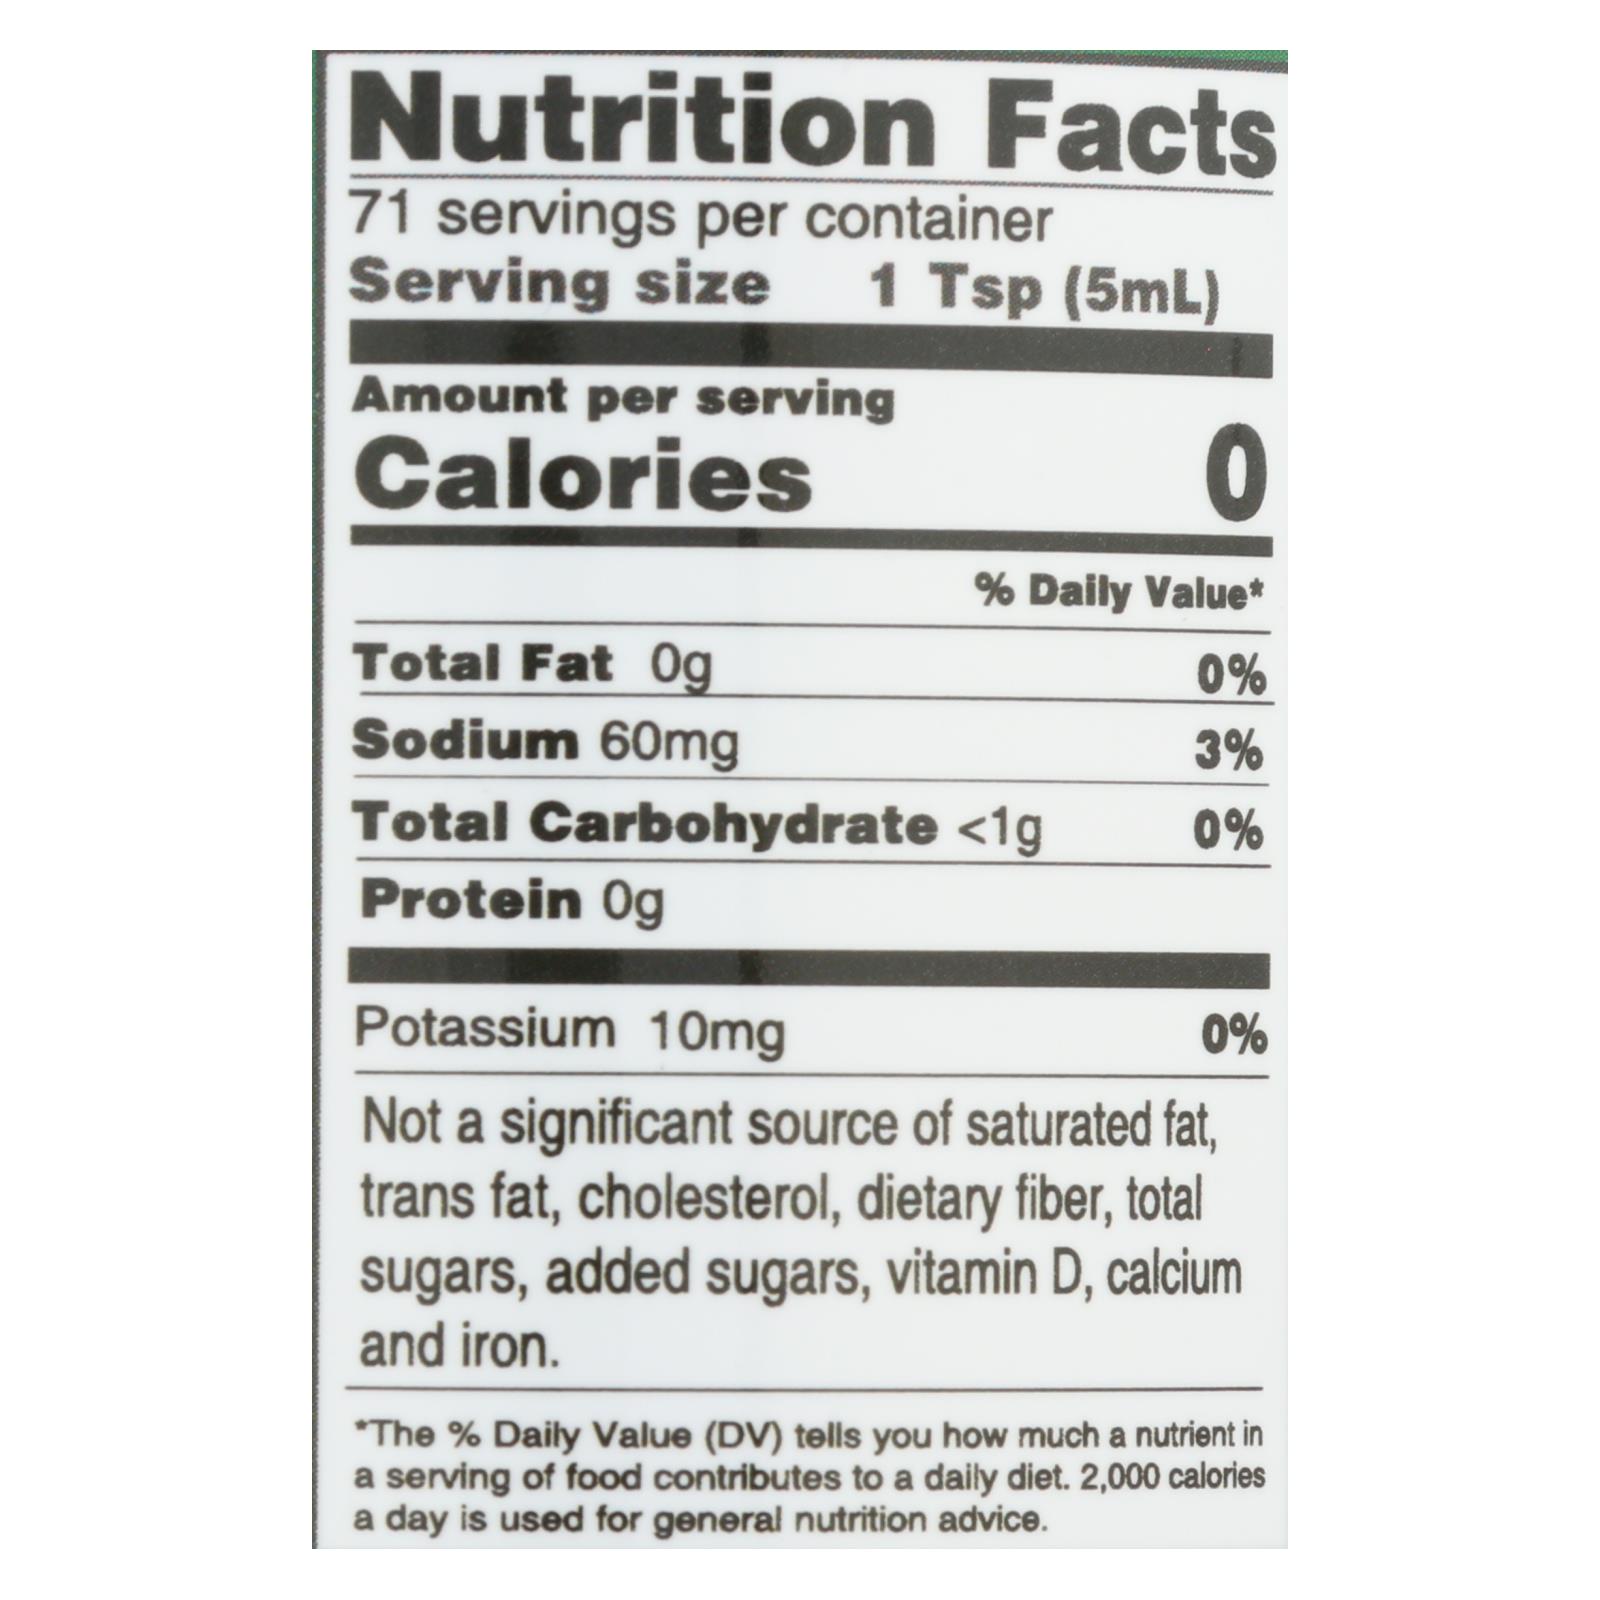 Nutrition Facts
71 servings per container
Serving size 1 Tsp (5mL)
Amount per serving
Calories 0
% Daily Value*
Total Fat 0g 0%
Sodium 60mg 3%
Total Carbohydrate <1g 0%
Protein 0g
Potassium 10mg 0%
Not a significant source of saturated fat,
trans fat, cholesterol, dietary fiber, total
sugars, added sugars, vitamin D, calcium
and iron.
*The % Daily Value (DV) tells you how much a nutrient in
a serving of food contributes to a daily diet. 2,000 calories
a day is used for general nutrition advice.